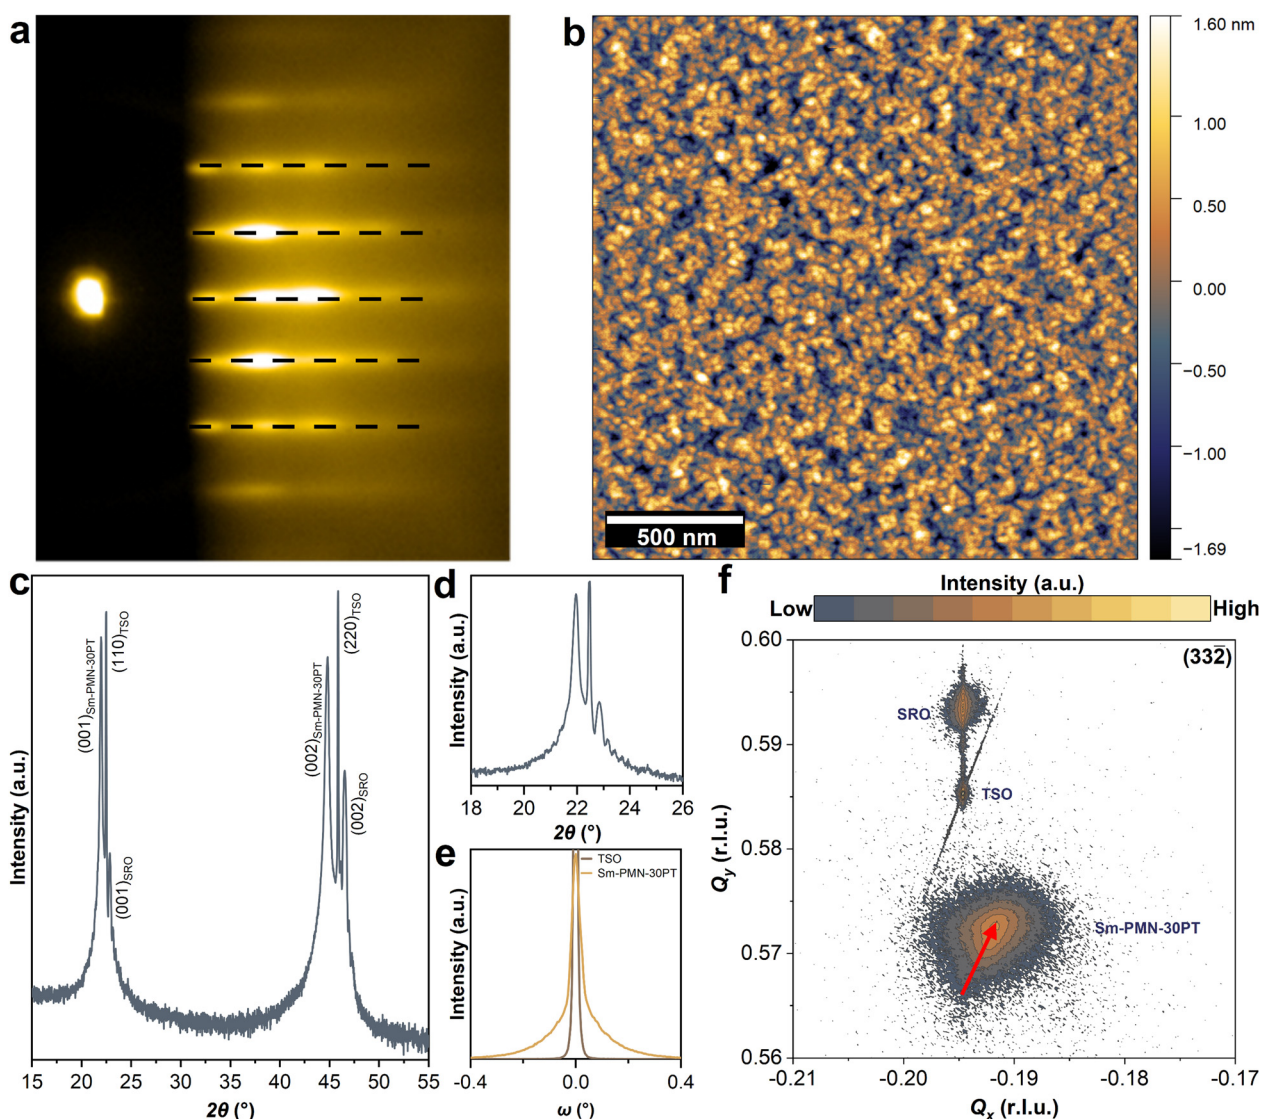 a
b
1.60 nm
1.00
0.50
0.00
−0.50
−1.00
−1.69
500 nm
c
Intensity (a.u.)
(001)Sm-PMN-30PT
(110)TSO
(001)SRO
(002)Sm-PMN-30PT
(220)TSO
(002)SRO
15 20 25 30 35 40 45 50 55
2θ (°)
d
Intensity (a.u.)
18 20 22 24 26
2θ (°)
e
TSO
Sm-PMN-30PT
Intensity (a.u.)
-0.4 0.0 0.4
ω (°)
f
Intensity (a.u.)
Low High
(332̄)
0.60
0.59
0.58
0.57
0.56
Qy (r.l.u.)
SRO
TSO
Sm-PMN-30PT
-0.21 -0.20 -0.19 -0.18 -0.17
Qx (r.l.u.)